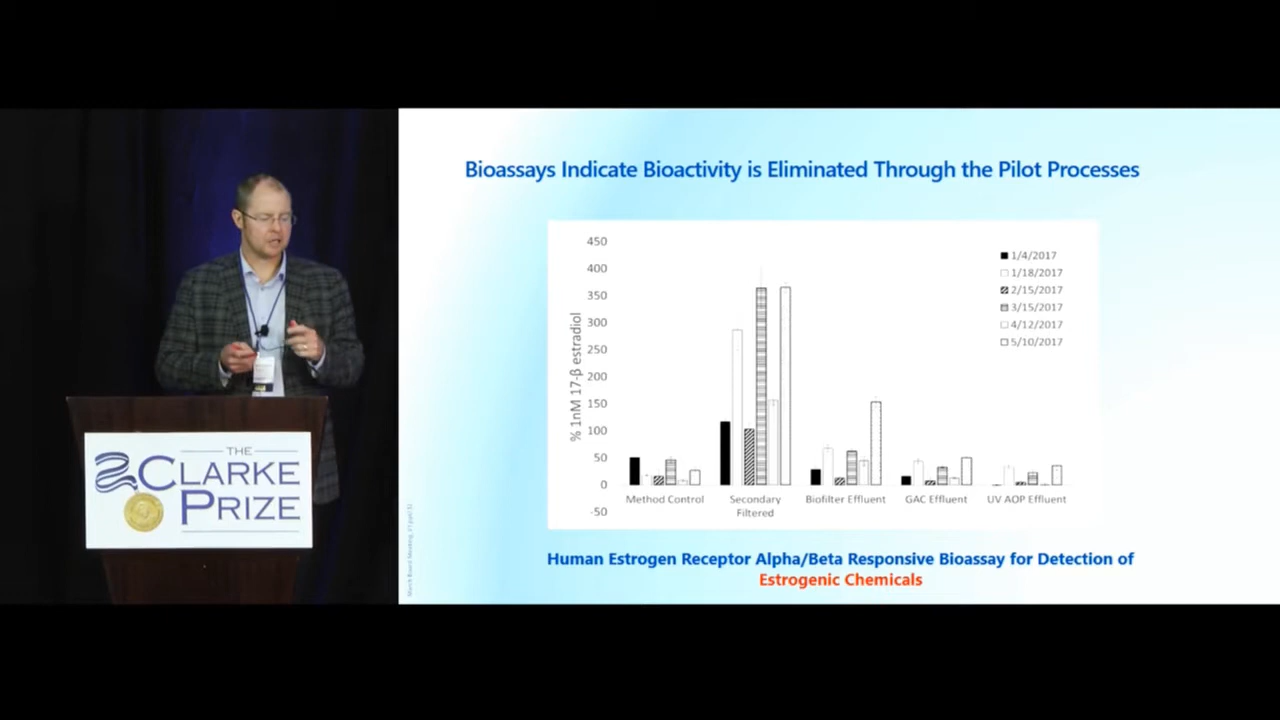 Bioassays Indicate Bioactivity is Eliminated Through the Pilot Processes
450
400
350
300
250
200
150
100
50
0
-50
% 1nM 17-β estradiol
1/4/2017
1/18/2017
2/15/2017
3/15/2017
4/12/2017
5/10/2017
Method Control
Secondary
Filtered
Biofilter Effluent
GAC Effluent
UV AOP Effluent
Human Estrogen Receptor Alpha/Beta Responsive Bioassay for Detection of
Estrogenic Chemicals
THE
CLARKE
PRIZE